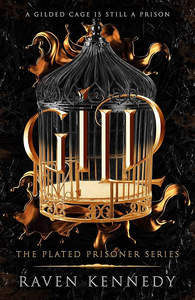 A GILDED CAGE IS STILL A PRISON
GILD
THE PLATED PRISONER SERIES
RAVEN KENNEDY